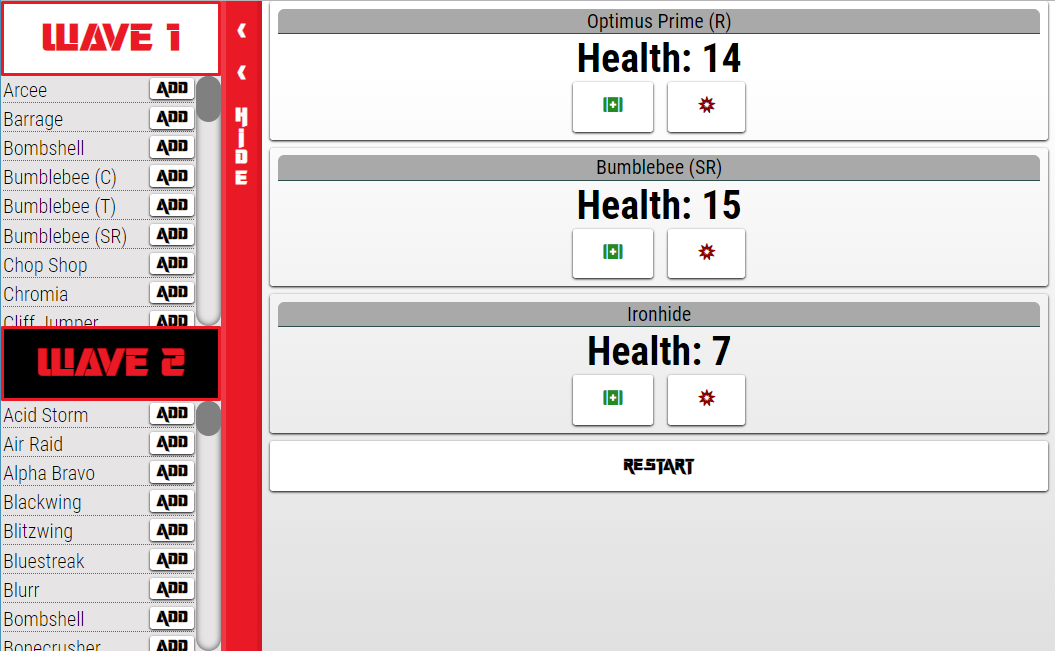 WAVE 1
Arcee ADD
Barrage ADD
Bombshell ADD
Bumblebee (C) ADD
Bumblebee (T) ADD
Bumblebee (SR) ADD
Chop Shop ADD
Chromia ADD
Cliff Jumper ADD
WAVE 2
Acid Storm ADD
Air Raid ADD
Alpha Bravo ADD
Blackwing ADD
Blitzwing ADD
Bluestreak ADD
Blurr ADD
Bombshell ADD
Bonecrusher ADD
HIDE
Optimus Prime (R)
Health: 14
Bumblebee (SR)
Health: 15
Ironhide
Health: 7
RESTART